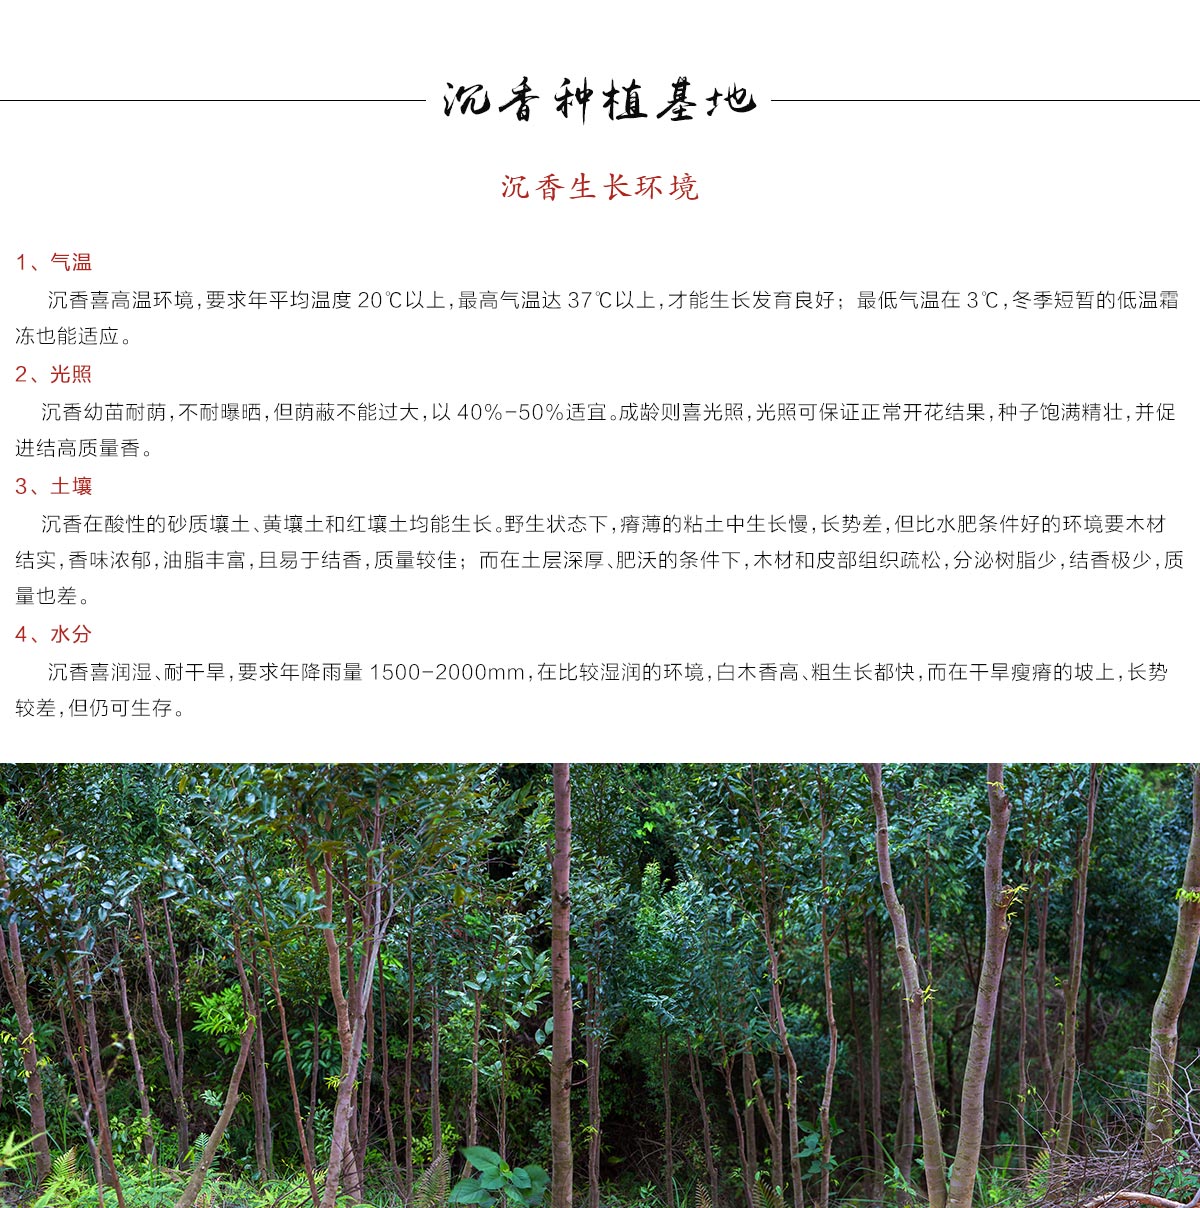 沉香种植基地
沉香生长环境
1、气温
沉香喜高温环境,要求年平均温度20℃以上,最高气温达37℃以上,才能生长发育良好；最低气温在3℃,冬季短暂的低温霜
冻也能适应。
2、光照
沉香幼苗耐荫,不耐曝晒,但荫蔽不能过大,以40%-50%适宜。成龄则喜光照,光照可保证正常开花结果,种子饱满精壮,并促
进结高质量香。
3、土壤
沉香在酸性的砂质壤土、黄壤土和红壤土均能生长。野生状态下,瘠薄的粘土中生长慢,长势差,但比水肥条件好的环境要木材
结实,香味浓郁,油脂丰富,且易于结香,质量较佳；而在土层深厚、肥沃的条件下,木材和皮部组织疏松,分泌树脂少,结香极少,质
量也差。
4、水分
沉香喜润湿、耐干旱,要求年降雨量1500-2000mm,在比较湿润的环境,白木香高、粗生长都快,而在干旱瘦瘠的坡上,长势
较差,但仍可生存。